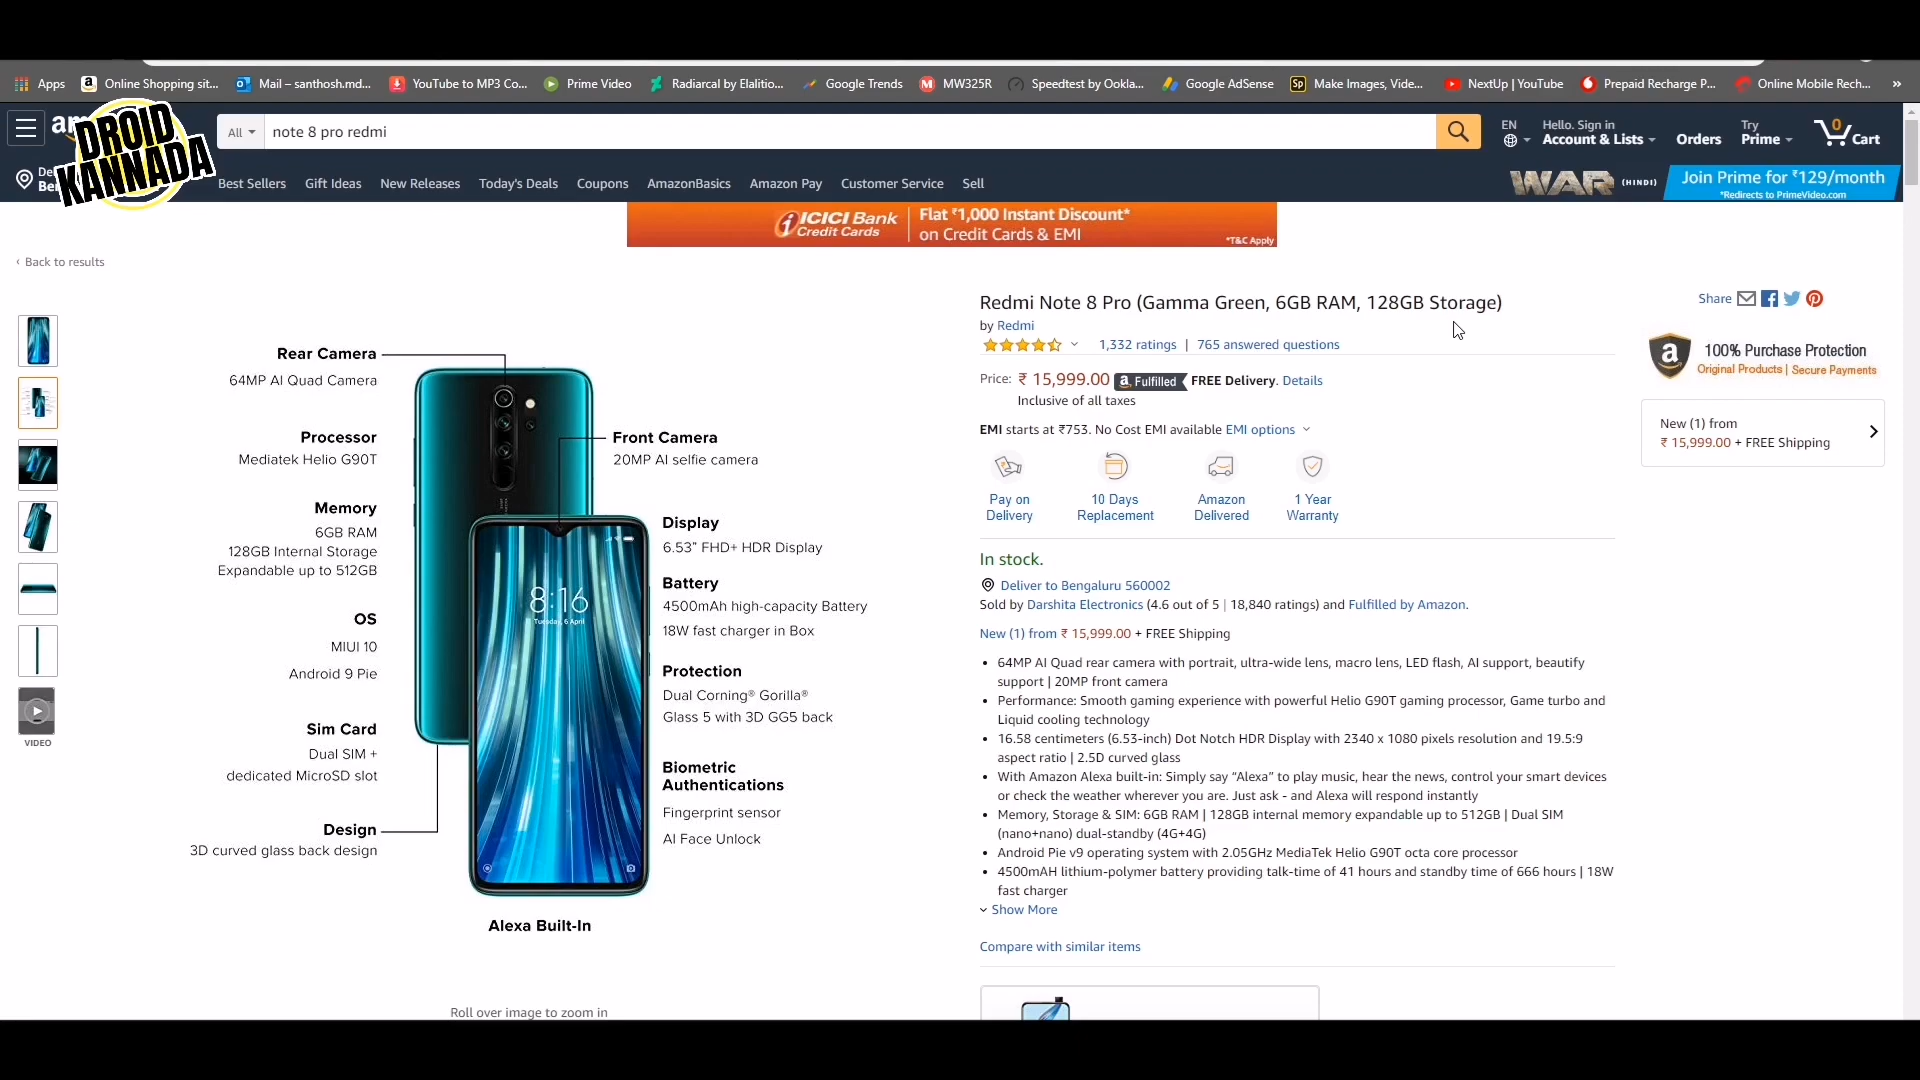 Apps
Online Shopping sit...
Mail – santhosh.md...
YouTube to MP3 Co...
Prime Video
Radiarcal by Elalitio...
Google Trends
MW325R
Speedtest by Ookla...
Google AdSense
Make Images, Vide...
NextUp | YouTube
Prepaid Recharge P...
Online Mobile Rech...
»
DROID
KANNADA
All
note 8 pro redmi
EN
Hello. Sign in
Account & Lists
Orders
Try
Prime
0
Cart
Best Sellers
Gift Ideas
New Releases
Today's Deals
Coupons
AmazonBasics
Amazon Pay
Customer Service
Sell
WAR (HINDI)
Join Prime for ₹129/month
*Redirects to PrimeVideo.com
ICICI Bank
Credit Cards
Flat ₹1,000 Instant Discount*
on Credit Cards & EMI
*T&C Apply
‹ Back to results
VIDEO
Rear Camera
64MP AI Quad Camera
Processor
Mediatek Helio G90T
Memory
6GB RAM
128GB Internal Storage
Expandable up to 512GB
OS
MIUI 10
Android 9 Pie
Sim Card
Dual SIM +
dedicated MicroSD slot
Design
3D curved glass back design
8:16
Tuesday, 6 April
Front Camera
20MP AI selfie camera
Display
6.53” FHD+ HDR Display
Battery
4500mAh high-capacity Battery
18W fast charger in Box
Protection
Dual Corning® Gorilla®
Glass 5 with 3D GG5 back
Biometric
Authentications
Fingerprint sensor
AI Face Unlock
Alexa Built-In
Roll over image to zoom in
Redmi Note 8 Pro (Gamma Green, 6GB RAM, 128GB Storage)
by Redmi
1,332 ratings | 765 answered questions
Price: ₹ 15,999.00 a Fulfilled FREE Delivery. Details
Inclusive of all taxes
EMI starts at ₹753. No Cost EMI available EMI options
Pay on
Delivery
10 Days
Replacement
Amazon
Delivered
1 Year
Warranty
In stock.
Deliver to Bengaluru 560002
Sold by Darshita Electronics (4.6 out of 5 | 18,840 ratings) and Fulfilled by Amazon.
New (1) from ₹ 15,999.00 + FREE Shipping
• 64MP AI Quad rear camera with portrait, ultra-wide lens, macro lens, LED flash, AI support, beautify
support | 20MP front camera
• Performance: Smooth gaming experience with powerful Helio G90T gaming processor, Game turbo and
Liquid cooling technology
• 16.58 centimeters (6.53-inch) Dot Notch HDR Display with 2340 x 1080 pixels resolution and 19.5:9
aspect ratio | 2.5D curved glass
• With Amazon Alexa built-in: Simply say “Alexa” to play music, hear the news, control your smart devices
or check the weather wherever you are. Just ask - and Alexa will respond instantly
• Memory, Storage & SIM: 6GB RAM | 128GB internal memory expandable up to 512GB | Dual SIM
(nano+nano) dual-standby (4G+4G)
• Android Pie v9 operating system with 2.05GHz MediaTek Helio G90T octa core processor
• 4500mAH lithium-polymer battery providing talk-time of 41 hours and standby time of 666 hours | 18W
fast charger
Show More
Compare with similar items
Share
100% Purchase Protection
Original Products | Secure Payments
New (1) from
₹ 15,999.00 + FREE Shipping